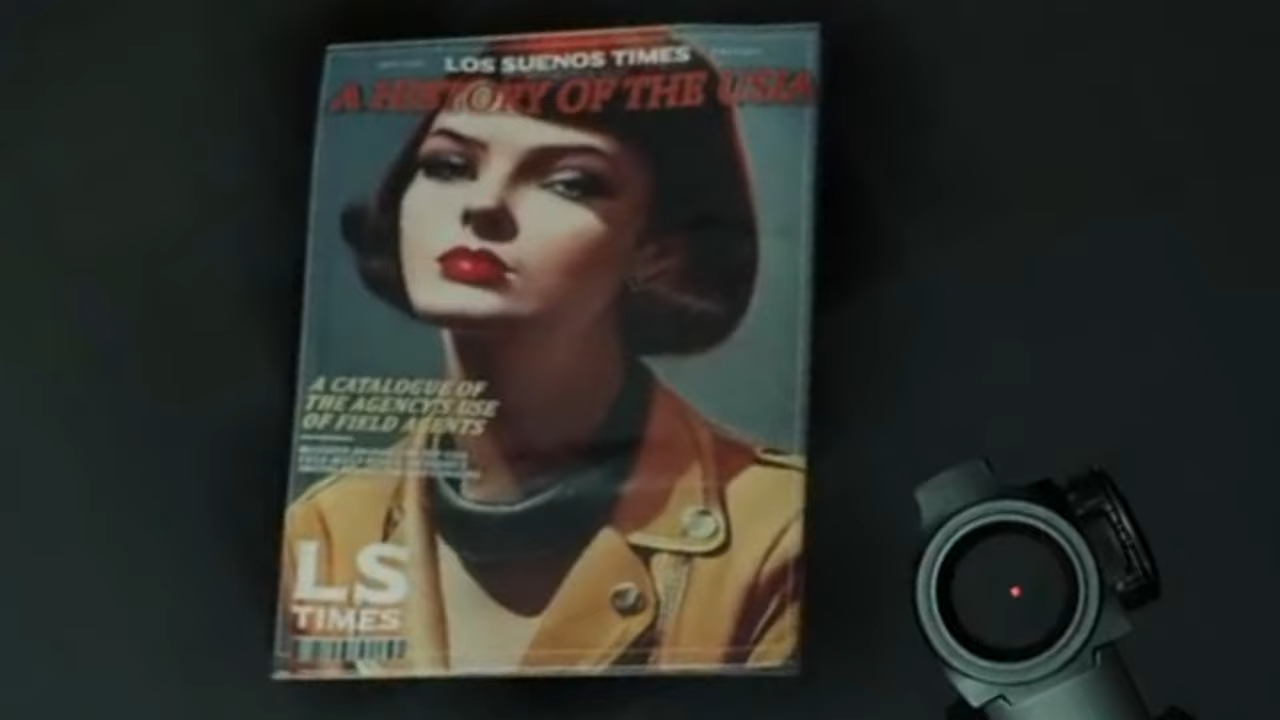 LOS SUENOS TIMES
A HISTORY OF THE USIA
A CATALOGUE OF
THE AGENCY'S USE
OF FIELD AGENTS
LS
TIMES